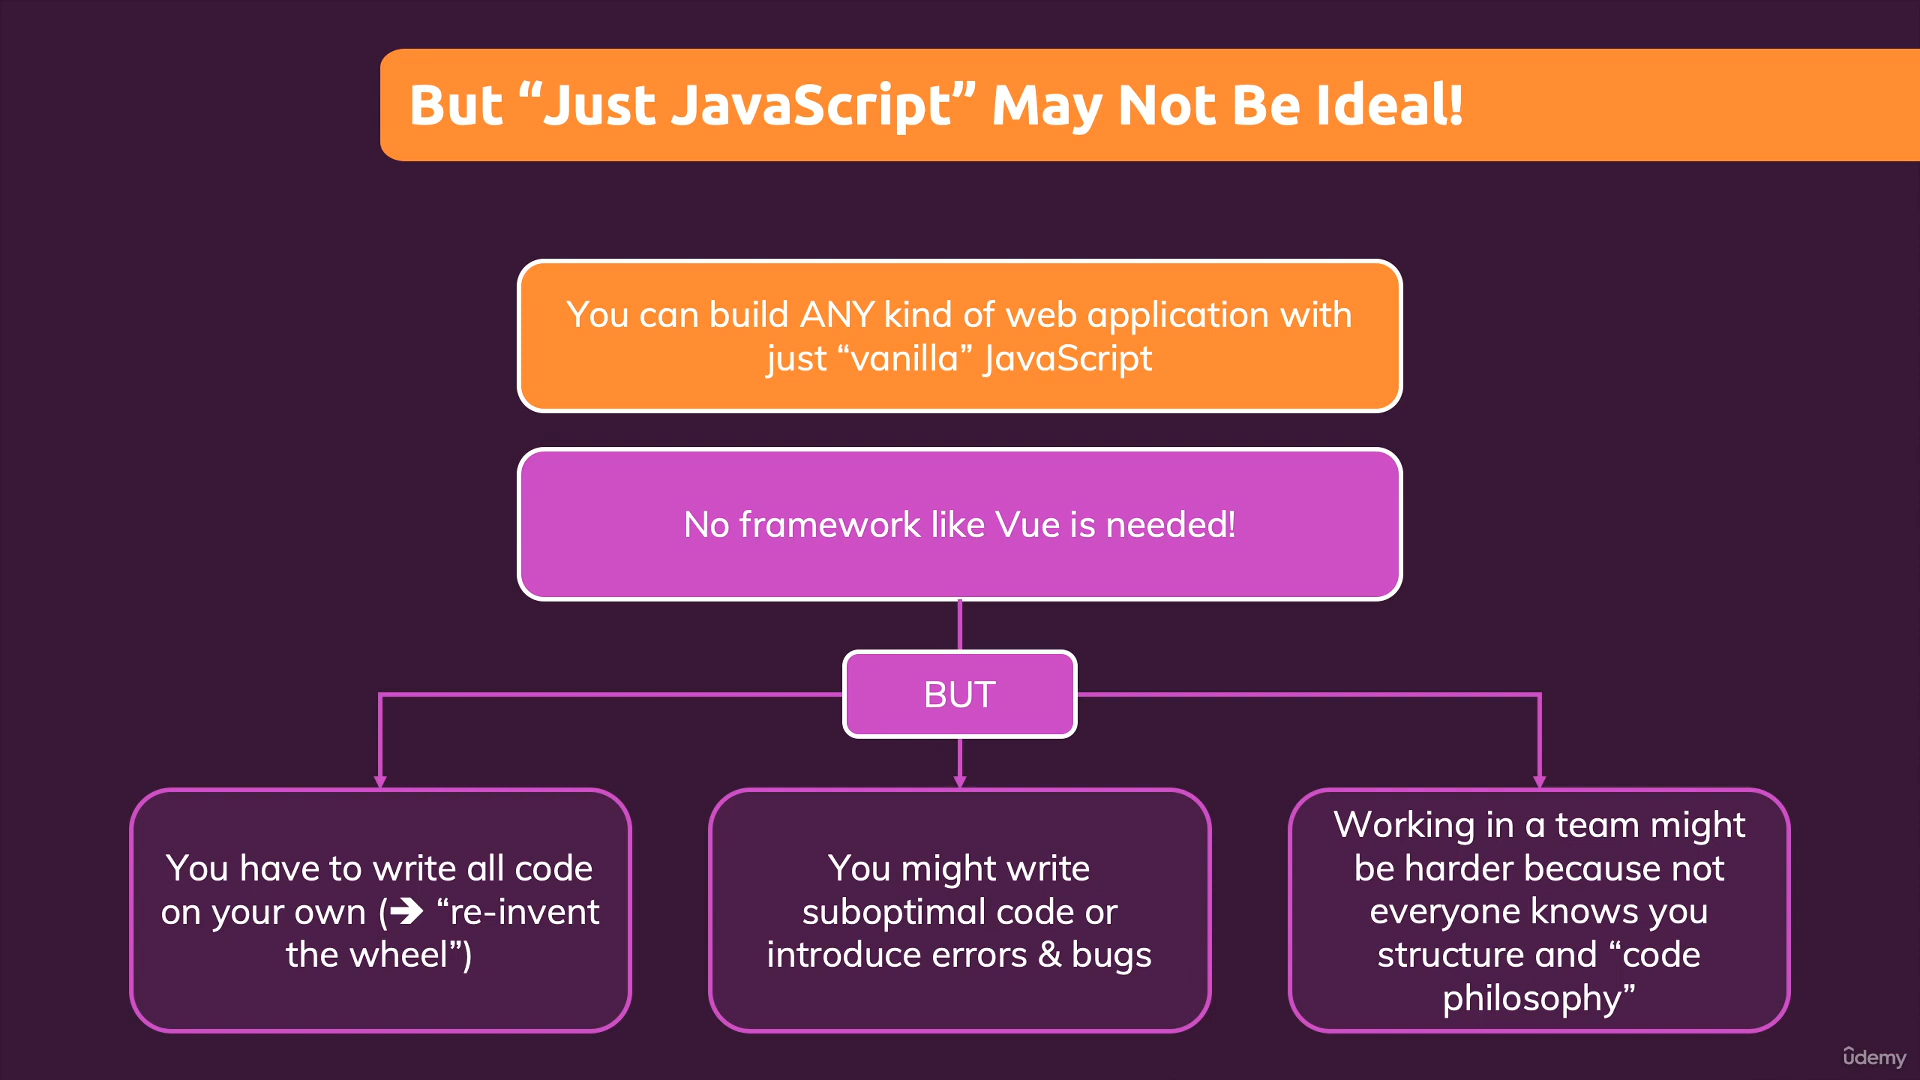 But “Just JavaScript” May Not Be Ideal!
You can build ANY kind of web application with
just “vanilla” JavaScript
No framework like Vue is needed!
BUT
You have to write all code
on your own (➔ “re-invent
the wheel”)
You might write
suboptimal code or
introduce errors & bugs
Working in a team might
be harder because not
everyone knows you
structure and “code
philosophy”
ûdemy